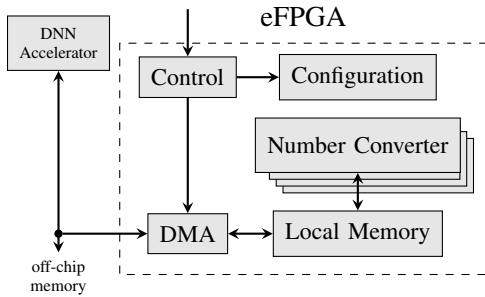 eFPGA
DNN
Accelerator
Control
Configuration
Number Converter
DMA
Local Memory
off-chip
memory